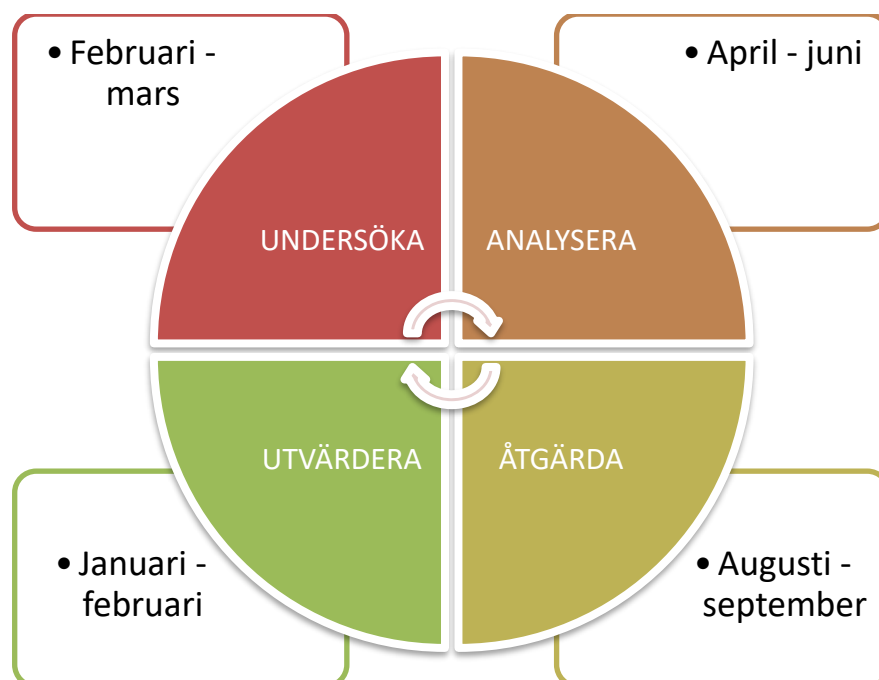 • Februari -
mars
• April - juni
UNDERSÖKA
ANALYSERA
UTVÄRDERA
ÅTGÄRDA
• Januari -
februari
• Augusti -
september